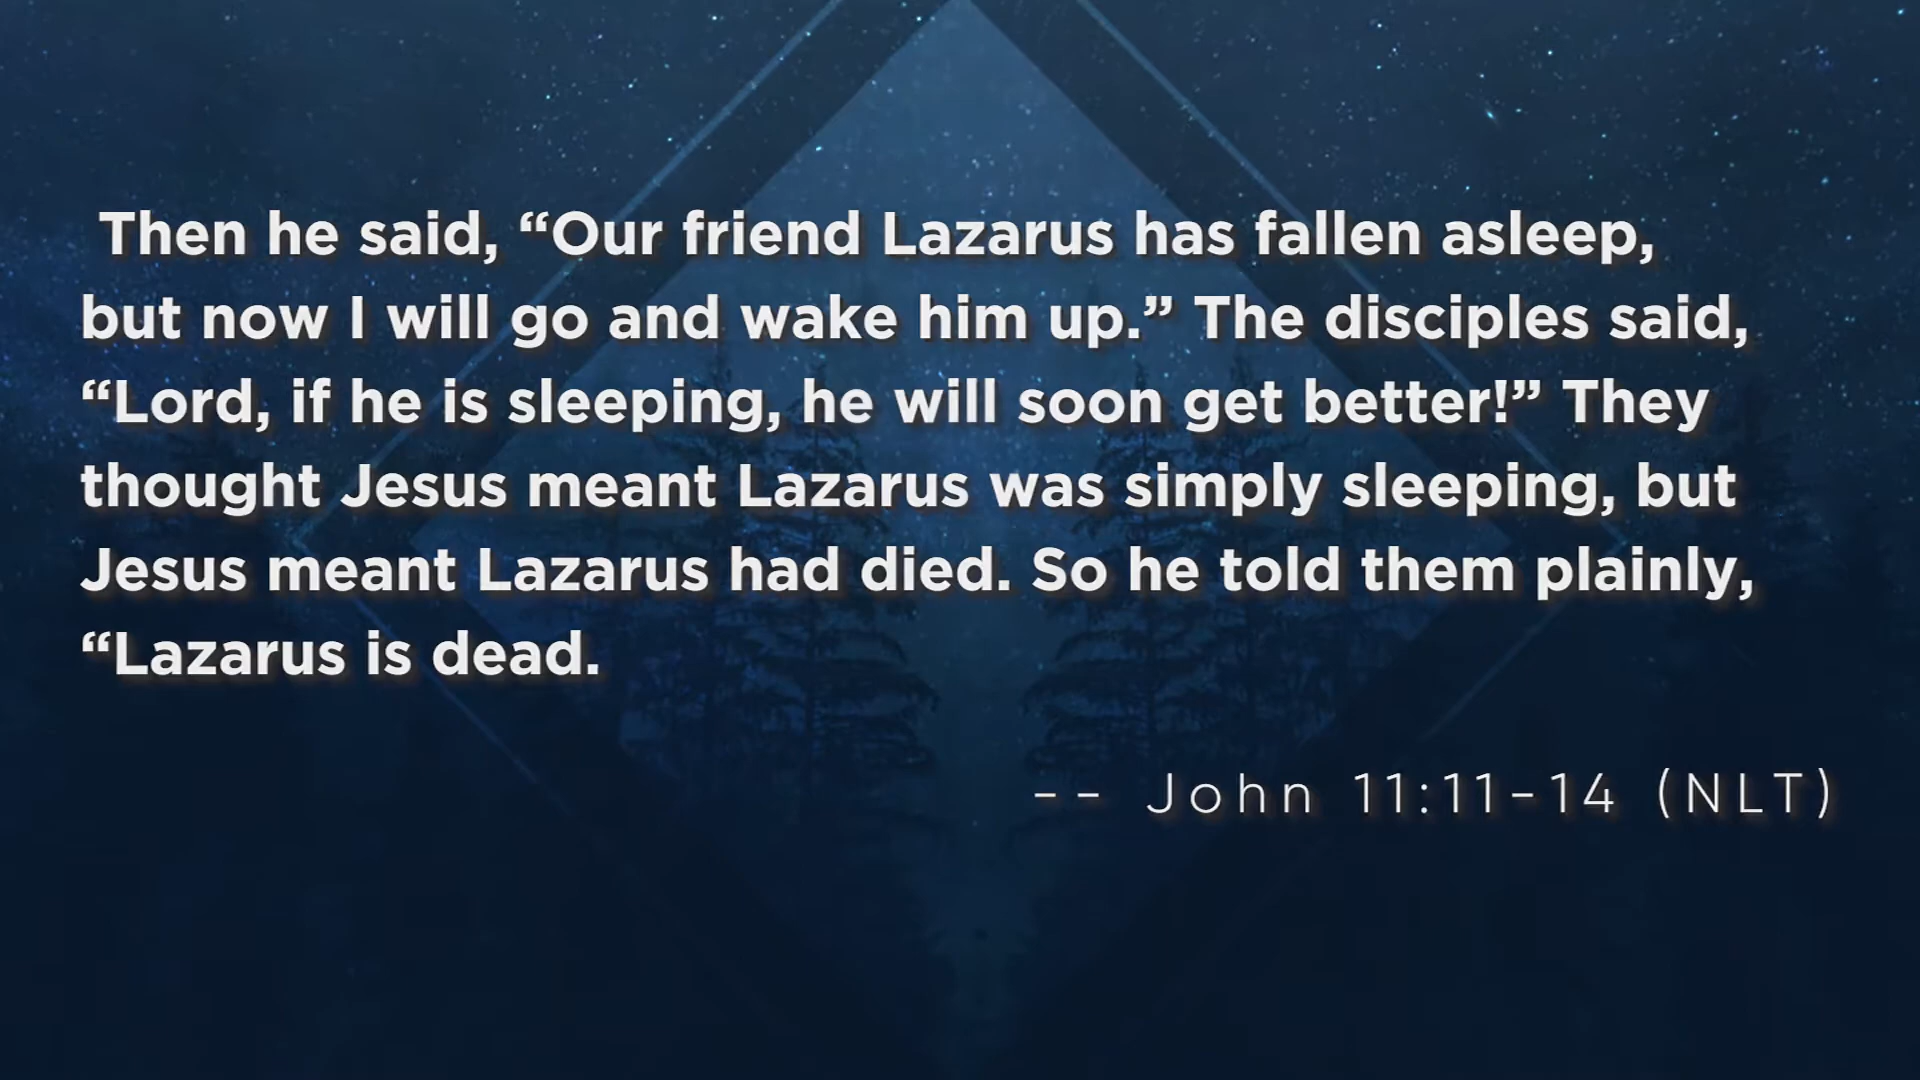 Then he said, “Our friend Lazarus has fallen asleep,
but now I will go and wake him up.” The disciples said,
“Lord, if he is sleeping, he will soon get better!” They
thought Jesus meant Lazarus was simply sleeping, but
Jesus meant Lazarus had died. So he told them plainly,
“Lazarus is dead.
-- John 11:11-14 (NLT)